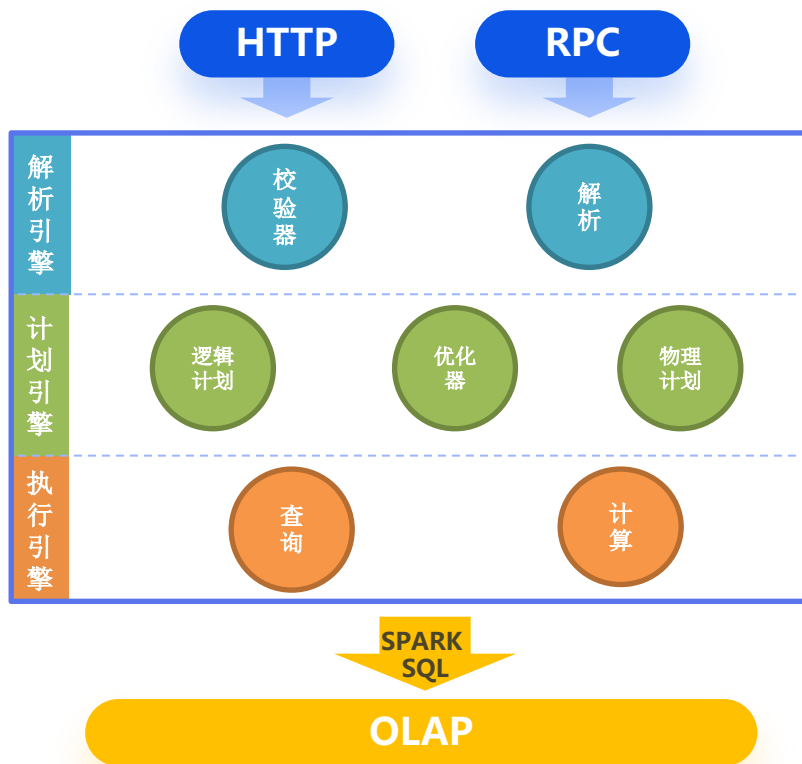 HTTP
RPC
解析引擎
校验器
解析
计划引擎
逻辑
计划
优化
器
物理
计划
执行引擎
查询
计算
SPARK
SQL
OLAP